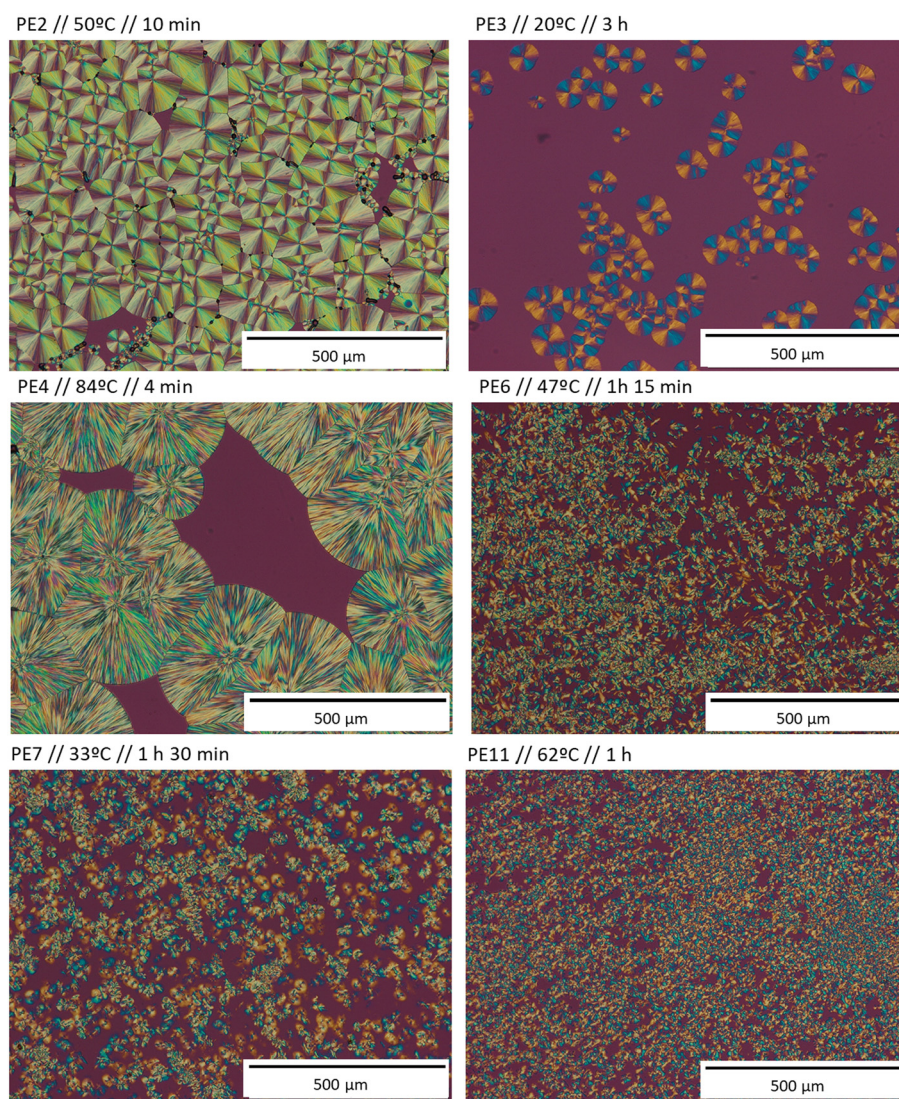 PE2 // 50ºC // 10 min
PE3 // 20ºC // 3 h
500 µm
500 µm
PE4 // 84ºC // 4 min
PE6 // 47ºC // 1h 15 min
500 µm
500 µm
PE7 // 33ºC // 1 h 30 min
PE11 // 62ºC // 1 h
500 µm
500 µm